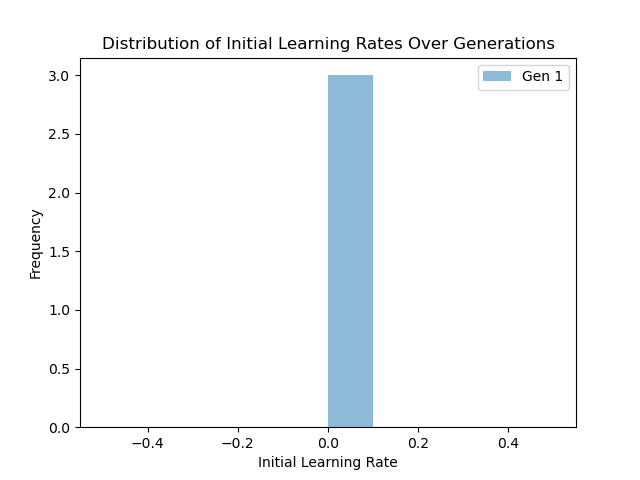 Distribution of Initial Learning Rates Over Generations
Gen 1
3.0
2.5
2.0
1.5
1.0
0.5
0.0
Frequency
−0.4 −0.2 0.0 0.2 0.4
Initial Learning Rate